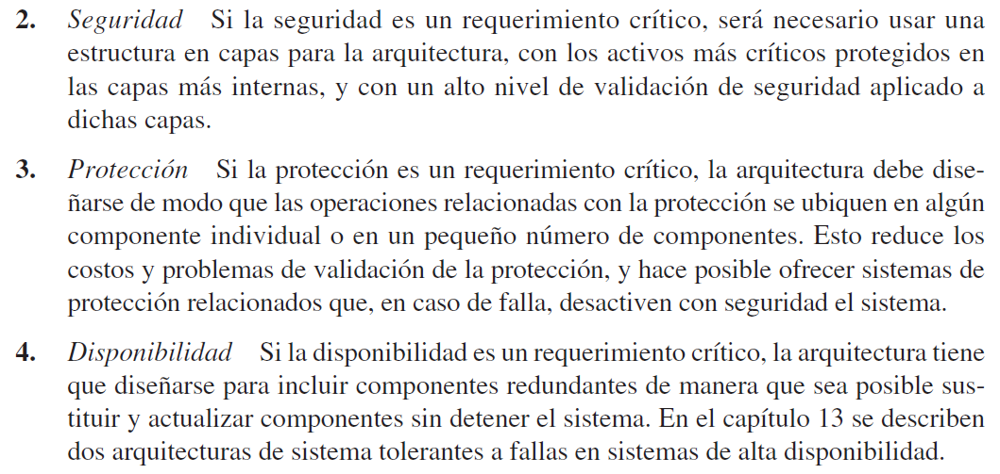 2. Seguridad Si la seguridad es un requerimiento crítico, será necesario usar una
estructura en capas para la arquitectura, con los activos más críticos protegidos en
las capas más internas, y con un alto nivel de validación de seguridad aplicado a
dichas capas.
3. Protección Si la protección es un requerimiento crítico, la arquitectura debe dise-
ñarse de modo que las operaciones relacionadas con la protección se ubiquen en algún
componente individual o en un pequeño número de componentes. Esto reduce los
costos y problemas de validación de la protección, y hace posible ofrecer sistemas de
protección relacionados que, en caso de falla, desactiven con seguridad el sistema.
4. Disponibilidad Si la disponibilidad es un requerimiento crítico, la arquitectura tiene
que diseñarse para incluir componentes redundantes de manera que sea posible sus-
tituir y actualizar componentes sin detener el sistema. En el capítulo 13 se describen
dos arquitecturas de sistema tolerantes a fallas en sistemas de alta disponibilidad.